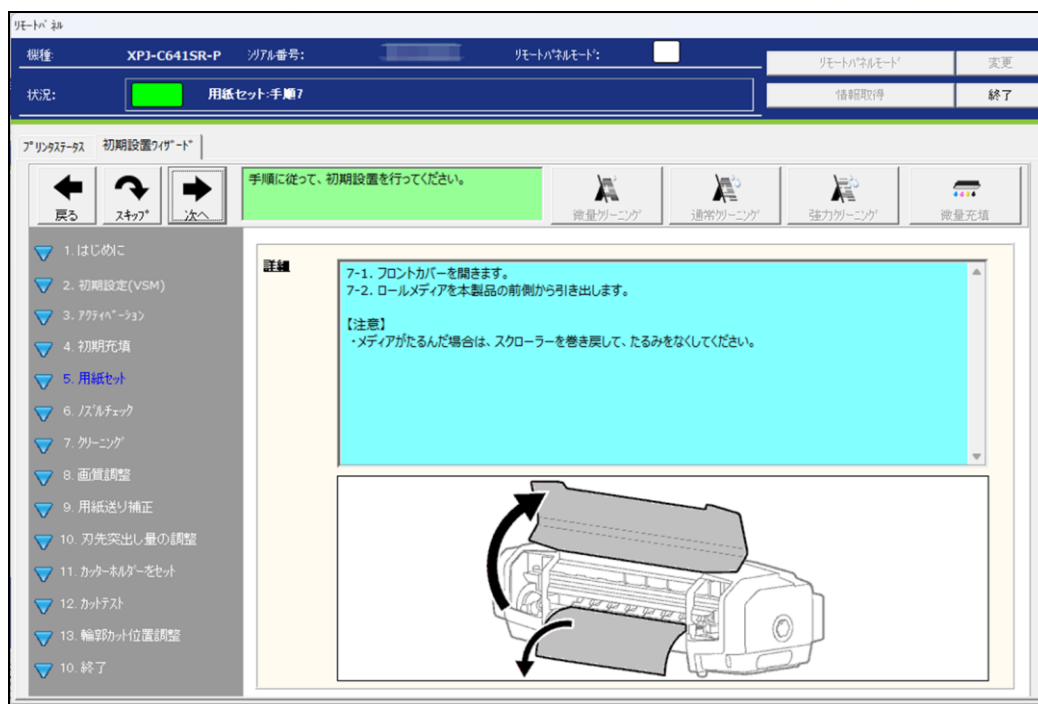 リモートパネル
機種: XPJ-C641SR-P シリアル番号: リモートパネルモード:
リモートパネルモード 変更
状況: 用紙セット:手順7
情報取得 終了
プリンタステータス 初期設置ウィザード
戻る スキップ 次へ
手順に従って、初期設置を行ってください。
微量クリーニング 通常クリーニング 強力クリーニング 微量充填
1. はじめに
2. 初期設定(VSM)
3. アクティベーション
4. 初期充填
5. 用紙セット
6. ノズルチェック
7. クリーニング
8. 画質調整
9. 用紙送り補正
10. 刃先突出し量の調整
11. カッターホルダーをセット
12. カットテスト
13. 輪郭カット位置調整
10. 終了
詳細
7-1. フロントカバーを開きます。
7-2. ロールメディアを本製品の前側から引き出します。
【注意】
・メディアがたるんだ場合は、スクローラーを巻き戻して、たるみをなくしてください。